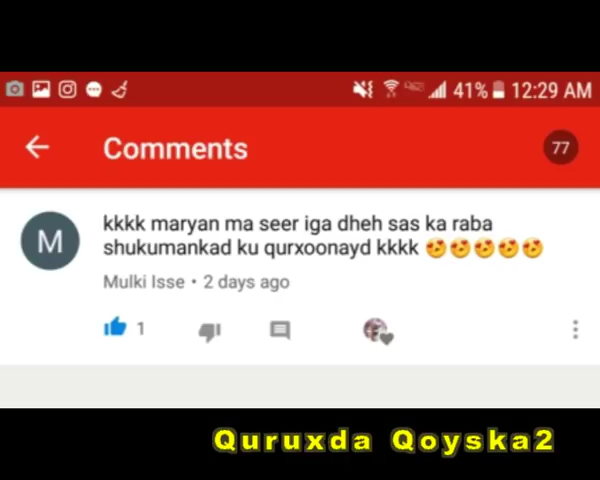 41% 12:29 AM
Comments
77
M
kkkk maryan ma seer iga dheh sas ka raba
shukumankad ku qurxoonayd kkkk 😍😍😍😍😍
Mulki Isse • 2 days ago
1
Quruxda Qoyska2